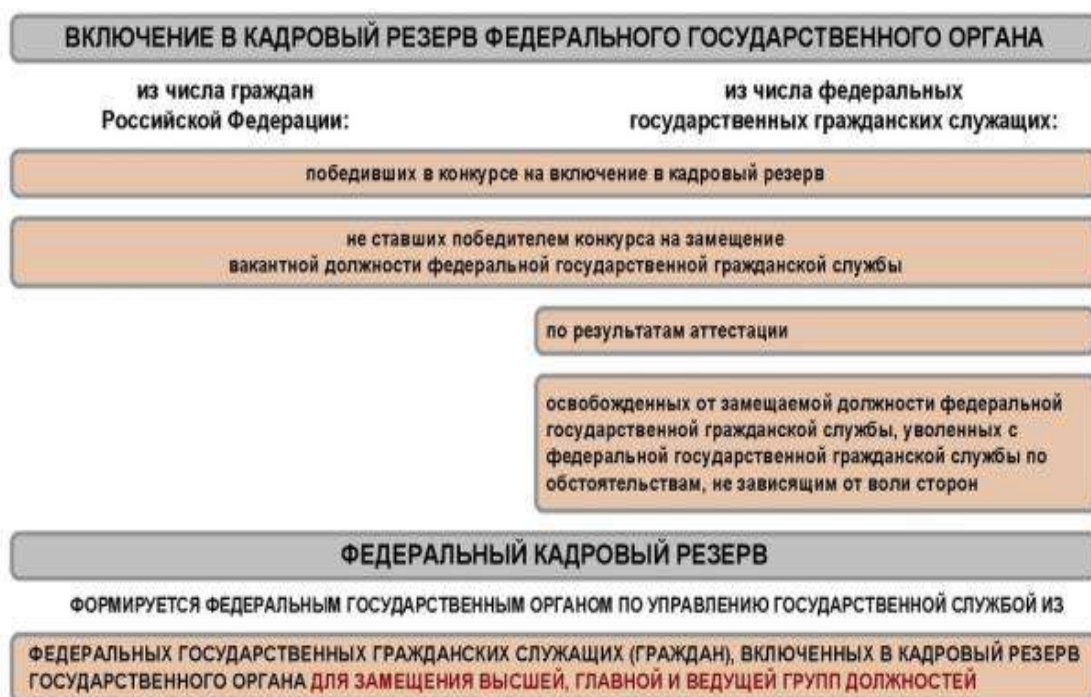 ВКЛЮЧЕНИЕ В КАДРОВЫЙ РЕЗЕРВ ФЕДЕРАЛЬНОГО ГОСУДАРСТВЕННОГО ОРГАНА
из числа граждан
Российской Федерации:
из числа федеральных
государственных гражданских служащих:
победивших в конкурсе на включение в кадровый резерв
не ставших победителем конкурса на замещение
вакантной должности федеральной государственной гражданской службы
по результатам аттестации
освобожденных от замещаемой должности федеральной
государственной гражданской службы, уволенных с
федеральной государственной гражданской службы по
обстоятельствам, не зависящим от воли сторон
ФЕДЕРАЛЬНЫЙ КАДРОВЫЙ РЕЗЕРВ
ФОРМИРУЕТСЯ ФЕДЕРАЛЬНЫМ ГОСУДАРСТВЕННЫМ ОРГАНОМ ПО УПРАВЛЕНИЮ ГОСУДАРСТВЕННОЙ СЛУЖБОЙ ИЗ
ФЕДЕРАЛЬНЫХ ГОСУДАРСТВЕННЫХ ГРАЖДАНСКИХ СЛУЖАЩИХ (ГРАЖДАН), ВКЛЮЧЕННЫХ В КАДРОВЫЙ РЕЗЕРВ
ГОСУДАРСТВЕННОГО ОРГАНА ДЛЯ ЗАМЕЩЕНИЯ ВЫСШЕЙ, ГЛАВНОЙ И ВЕДУЩЕЙ ГРУПП ДОЛЖНОСТЕЙ